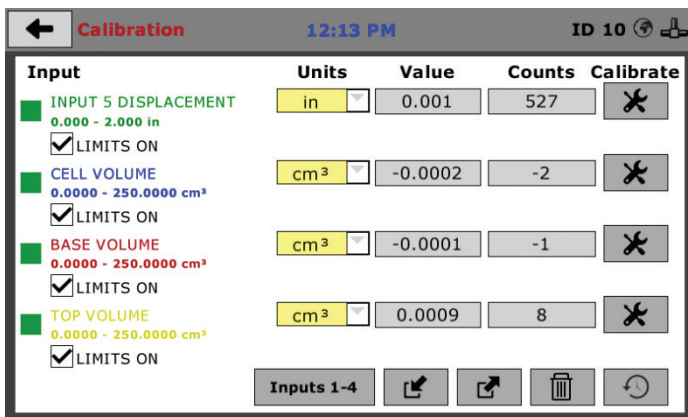 Calibration 12:13 PM ID 10
Input Units Value Counts Calibrate
INPUT 5 DISPLACEMENT in 0.001 527
0.000 - 2.000 in
LIMITS ON
CELL VOLUME cm³ -0.0002 -2
0.0000 - 250.0000 cm³
LIMITS ON
BASE VOLUME cm³ -0.0001 -1
0.0000 - 250.0000 cm³
LIMITS ON
TOP VOLUME cm³ 0.0009 8
0.0000 - 250.0000 cm³
LIMITS ON
Inputs 1-4